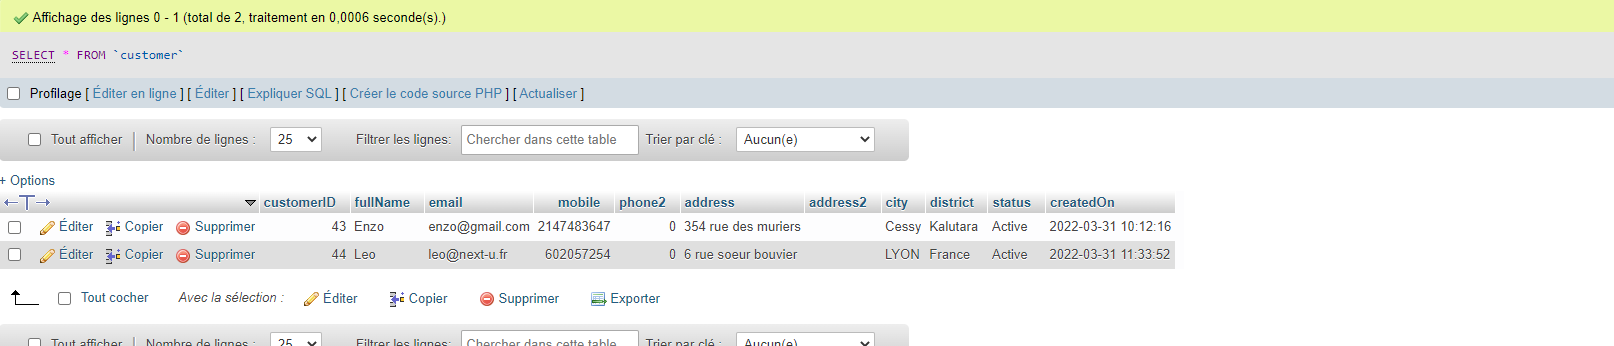 Affichage des lignes 0 - 1 (total de 2, traitement en 0,0006 seconde(s).)
SELECT * FROM `customer`
Profilage [ Éditer en ligne ] [ Éditer ] [ Expliquer SQL ] [ Créer le code source PHP ] [ Actualiser ]
Tout afficher Nombre de lignes : 25 Filtrer les lignes: Chercher dans cette table Trier par clé : Aucun(e)
+ Options
customerID fullName email mobile phone2 address address2 city district status createdOn
Éditer Copier Supprimer 43 Enzo enzo@gmail.com 2147483647 0 354 rue des muriers Cessy Kalutara Active 2022-03-31 10:12:16
Éditer Copier Supprimer 44 Leo leo@next-u.fr 602057254 0 6 rue soeur bouvier LYON France Active 2022-03-31 11:33:52
Tout cocher Avec la sélection : Éditer Copier Supprimer Exporter
Tout afficher Nombre de lignes : 25 Filtrer les lignes: Chercher dans cette table Trier par clé : Aucun(e)